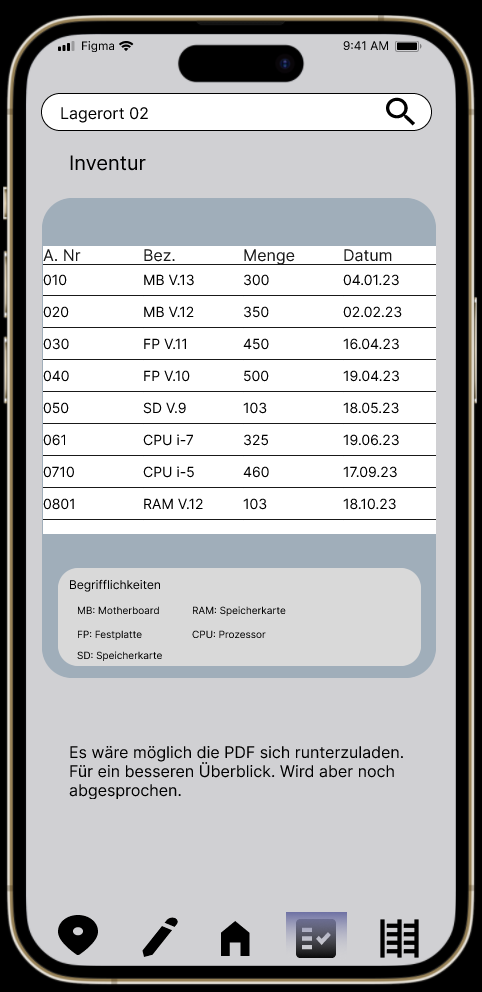 Figma 9:41 AM
Lagerort 02
Inventur
A. Nr Bez. Menge Datum
010 MB V.13 300 04.01.23
020 MB V.12 350 02.02.23
030 FP V.11 450 16.04.23
040 FP V.10 500 19.04.23
050 SD V.9 103 18.05.23
061 CPU i-7 325 19.06.23
0710 CPU i-5 460 17.09.23
0801 RAM V.12 103 18.10.23
Begrifflichkeiten
MB: Motherboard RAM: Speicherkarte
FP: Festplatte CPU: Prozessor
SD: Speicherkarte
Es wäre möglich die PDF sich runterzuladen.
Für ein besseren Überblick. Wird aber noch
abgesprochen.